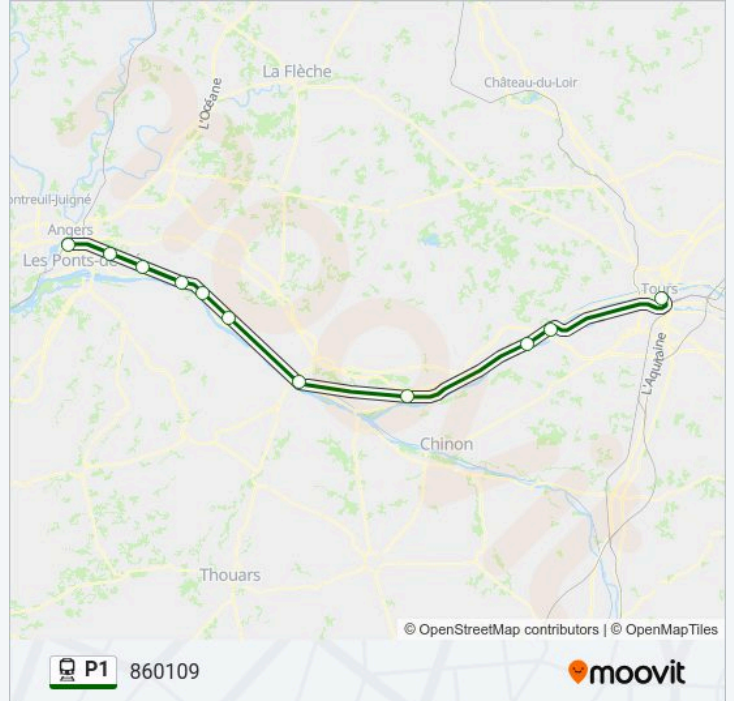 La Flèche
Château-du-Loir
L'Océane
ontreuil-Juigné
Angers
Les Ponts-de
Tours
L'Aquitaine
Chinon
Thouars
© OpenStreetMap contributors | © OpenMapTiles
P1 860109
moovit
moovit